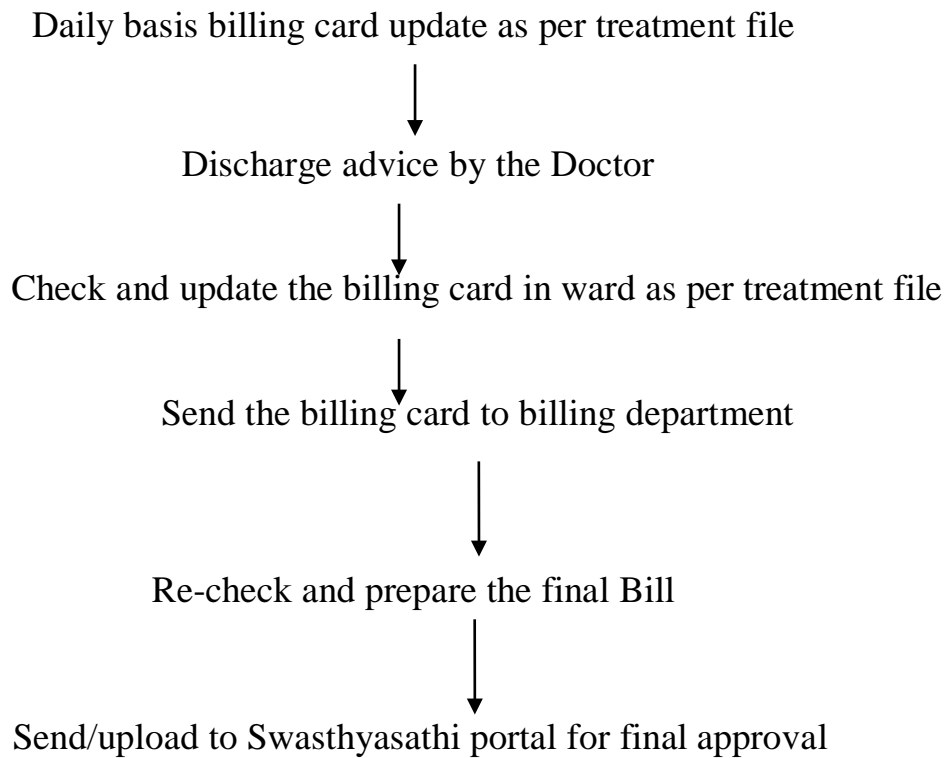 Daily basis billing card update as per treatment file
Discharge advice by the Doctor
Check and update the billing card in ward as per treatment file
Send the billing card to billing department
Re-check and prepare the final Bill
Send/upload to Swasthyasathi portal for final approval